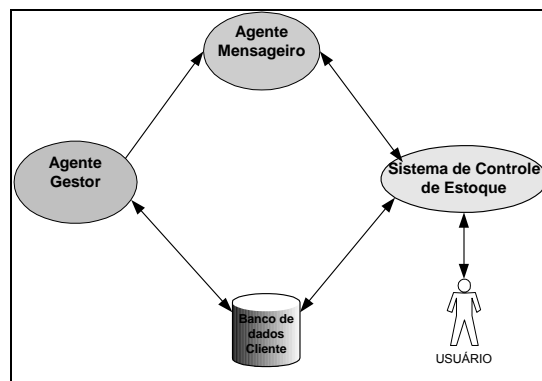 Agente
Mensageiro
Agente
Gestor
Sistema de Controle
de Estoque
Banco de
dados
Cliente
USUÁRIO